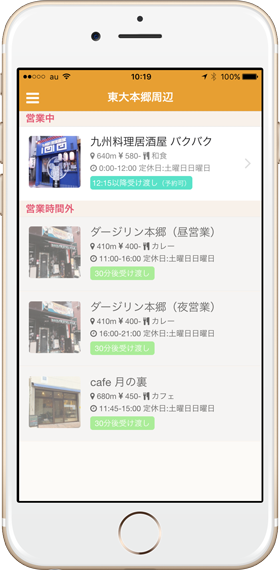 au 10:19 100%
東大本郷周辺
営業中
九州料理居酒屋 バクバク
640m ¥ 580- 和食
0:00-12:00 定休日:土曜日日曜日
12:15以降受け渡し (予約可)
営業時間外
ダージリン本郷（昼営業）
410m ¥ 400- カレー
11:00-16:00 定休日:土曜日日曜日
30分後受け渡し
ダージリン本郷（夜営業）
410m ¥ 400- カレー
16:00-23:00 定休日:土曜日日曜日
30分後受け渡し
cafe 月の裏
680m ¥ 450- カフェ
11:45-15:00 定休日:土曜日日曜日
30分後受け渡し